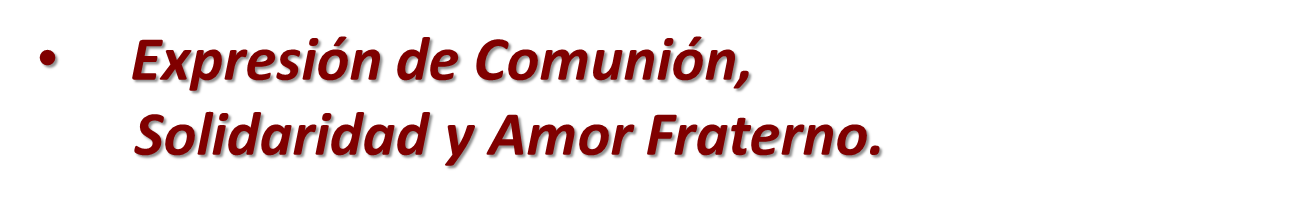 • Expresión de Comunión,
Solidaridad y Amor Fraterno.